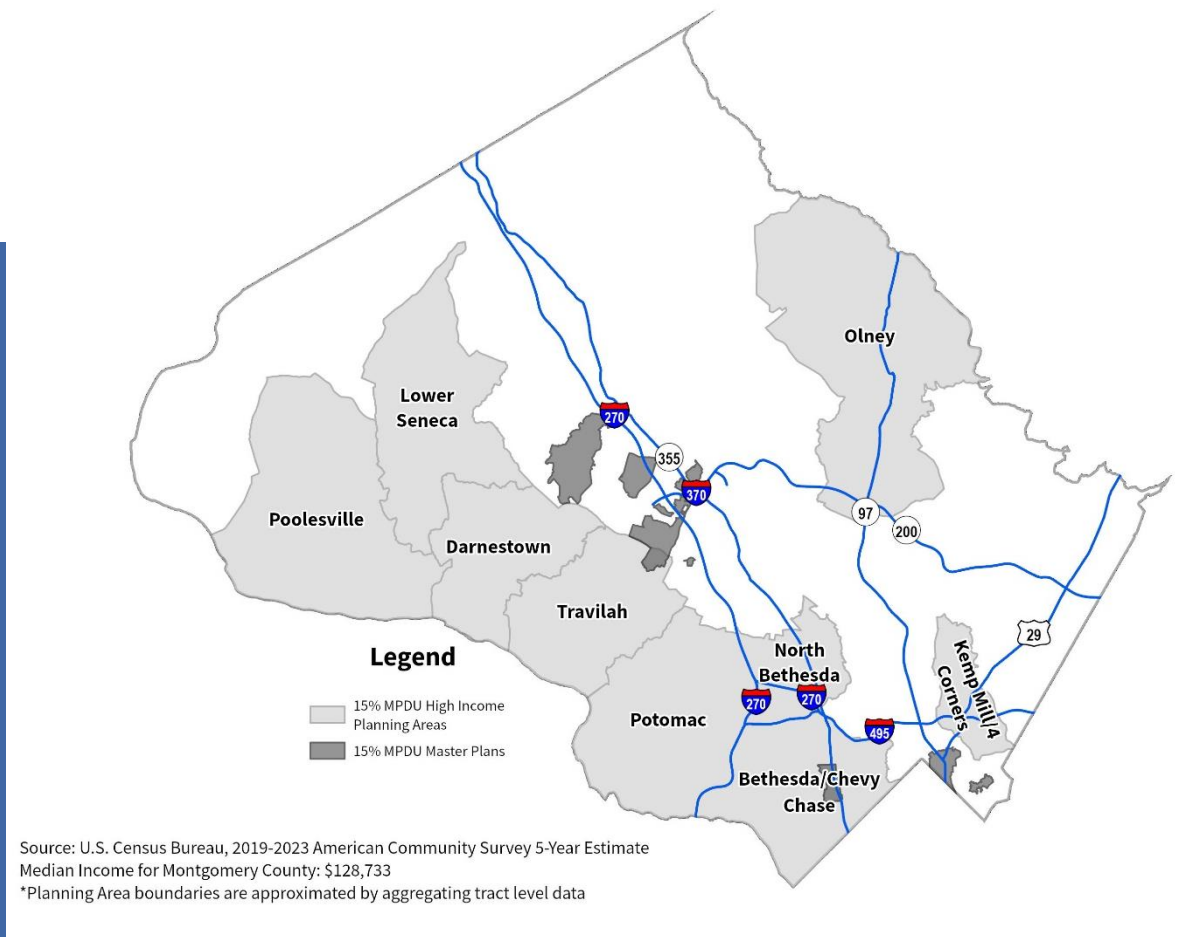 Olney
Lower
Seneca
270
355
370
Poolesville
97
200
Darnestown
Travilah
29
North
Bethesda
Kemp Mill/4
Corners
Legend
15% MPDU High Income
Planning Areas
15% MPDU Master Plans
270
270
Potomac
495
Bethesda/Chevy
Chase
Source: U.S. Census Bureau, 2019-2023 American Community Survey 5-Year Estimate
Median Income for Montgomery County: $128,733
*Planning Area boundaries are approximated by aggregating tract level data